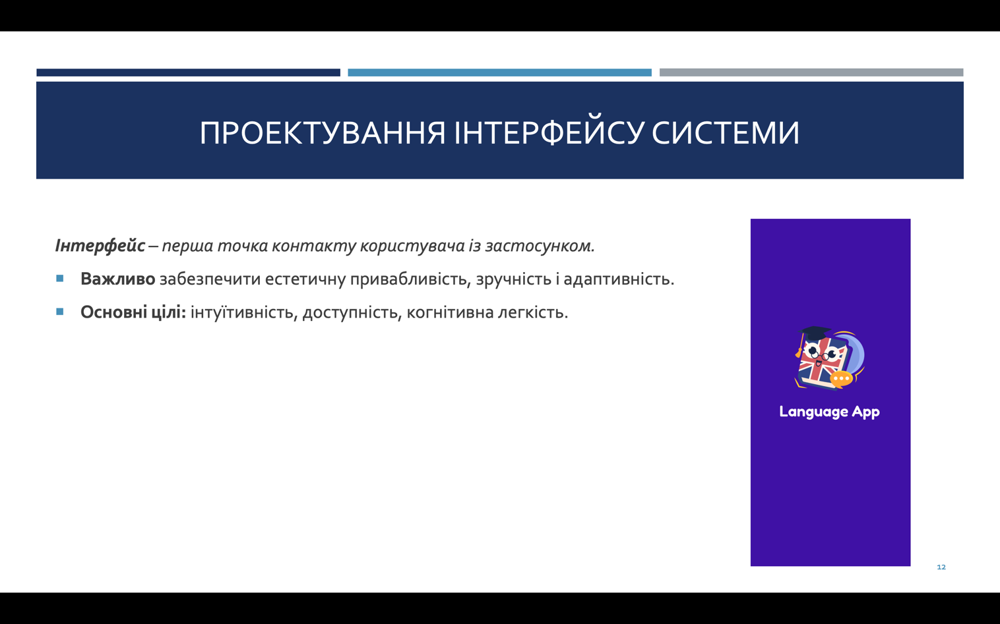 ПРОЕКТУВАННЯ ІНТЕРФЕЙСУ СИСТЕМИ
Інтерфейс – перша точка контакту користувача із застосунком.
Важливо забезпечити естетичну привабливість, зручність і адаптивність.
Основні цілі: інтуїтивність, доступність, когнітивна легкість.
Language App
12